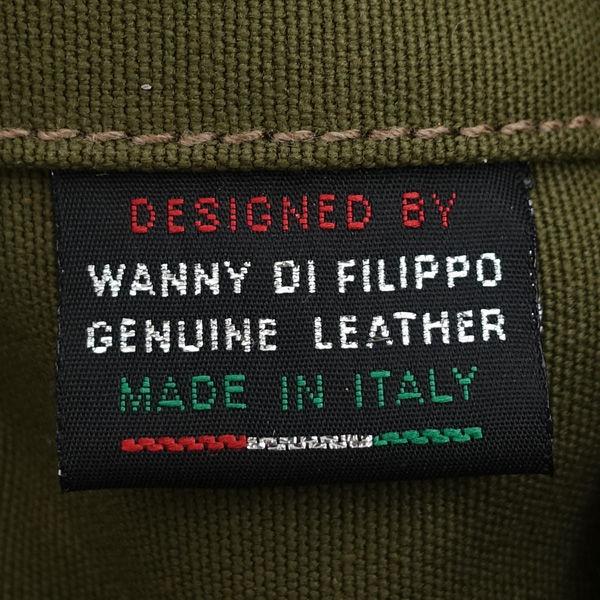 DESIGNED BY
WANNY DI FILIPPO
GENUINE LEATHER
MADE IN ITALY